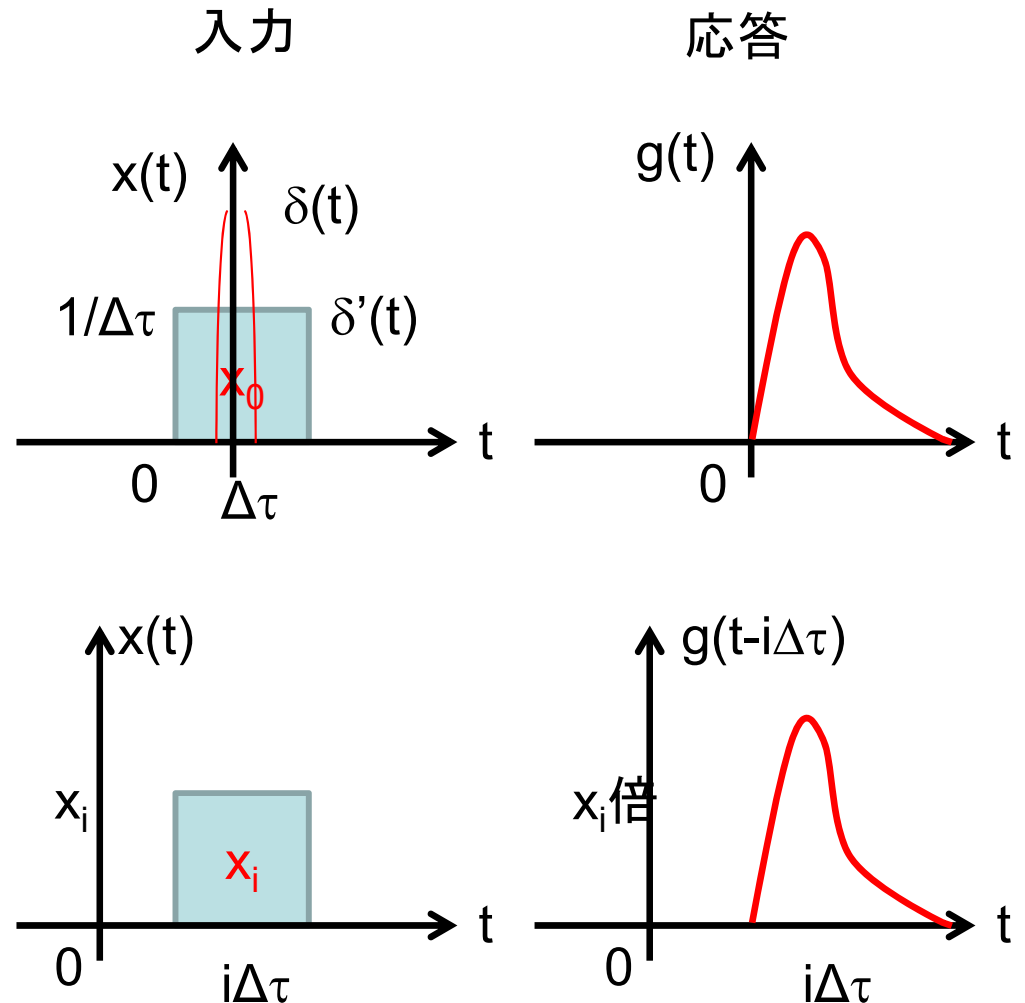 入力
応答
x(t)
δ(t)
1/Δτ
δ’(t)
x0
t
0
Δτ
g(t)
t
0
x(t)
xi
xi
t
0
iΔτ
g(t-iΔτ)
xi倍
t
0
iΔτ